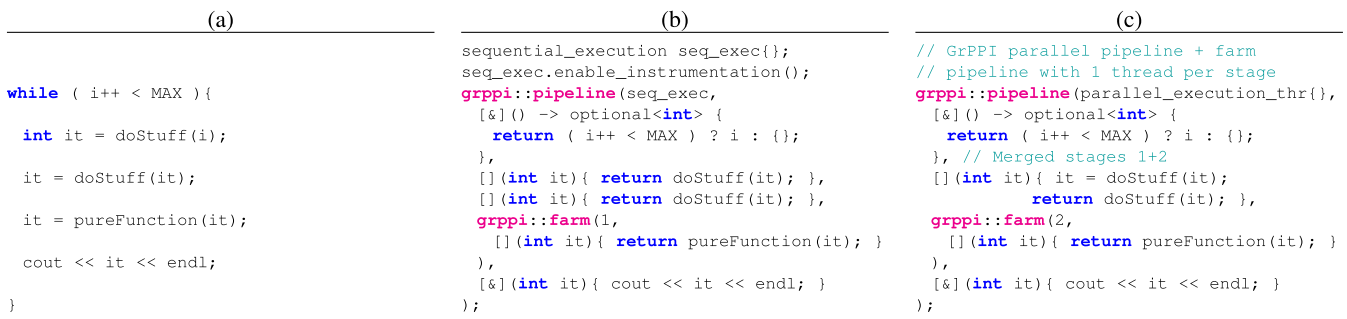 (a)
while ( i++ < MAX ){
int it = doStuff(i);
it = doStuff(it);
it = pureFunction(it);
cout << it << endl;
}
(b)
sequential_execution seq_exec{};
seq_exec.enable_instrumentation();
grppi::pipeline(seq_exec,
[&]() -> optional<int> {
return ( i++ < MAX ) ? i : {};
},
[](int it){ return doStuff(it); },
[](int it){ return doStuff(it); },
grppi::farm(1,
[](int it){ return pureFunction(it); }
),
[&](int it){ cout << it << endl; }
);
(c)
// GrPPI parallel pipeline + farm
// pipeline with 1 thread per stage
grppi::pipeline(parallel_execution_thr{},
[&]() -> optional<int> {
return ( i++ < MAX ) ? i : {};
}, // Merged stages 1+2
[](int it){ it = doStuff(it);
return doStuff(it); },
grppi::farm(2,
[](int it){ return pureFunction(it); }
),
[&](int it){ cout << it << endl; }
);